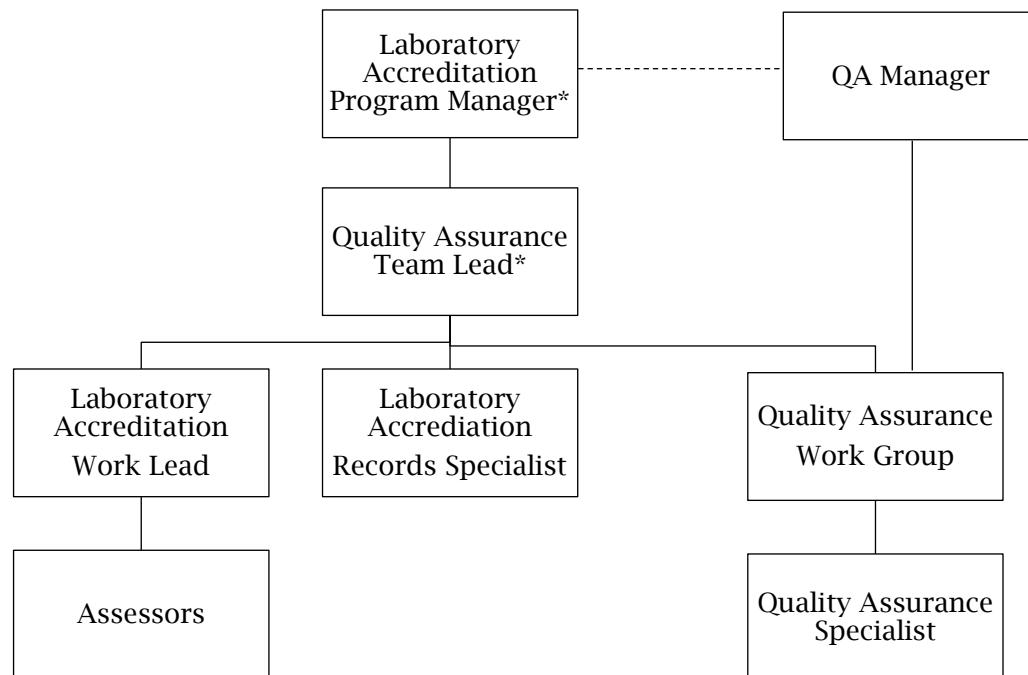 Laboratory
Accreditation
Program Manager*
QA Manager
Quality Assurance
Team Lead*
Laboratory
Accreditation
Work Lead
Laboratory
Accrediation
Records Specialist
Quality Assurance
Work Group
Assessors
Quality Assurance
Specialist